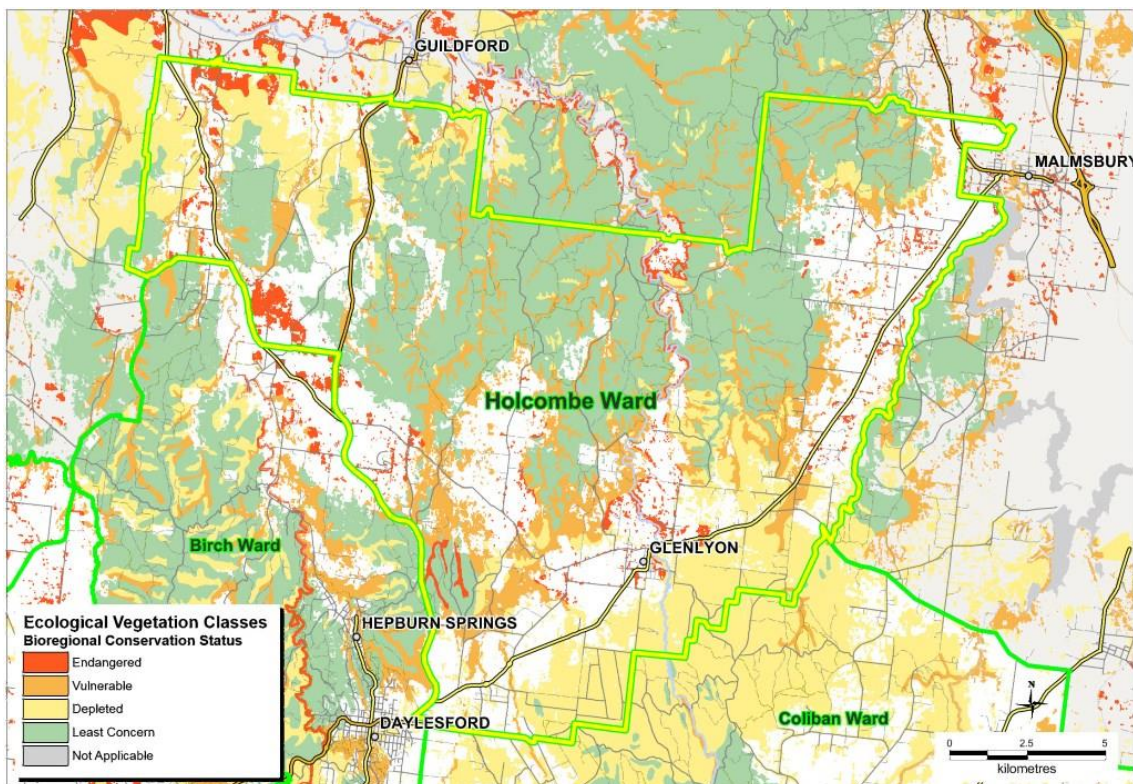 GUILDFORD
MALMSBURY
Holcombe Ward
Birch Ward
GLENLYON
HEPBURN SPRINGS
DAYLESFORD
Coliban Ward
Ecological Vegetation Classes
Bioregional Conservation Status
Endangered
Vulnerable
Depleted
Least Concern
Not Applicable
N
0 2.5 5
kilometres